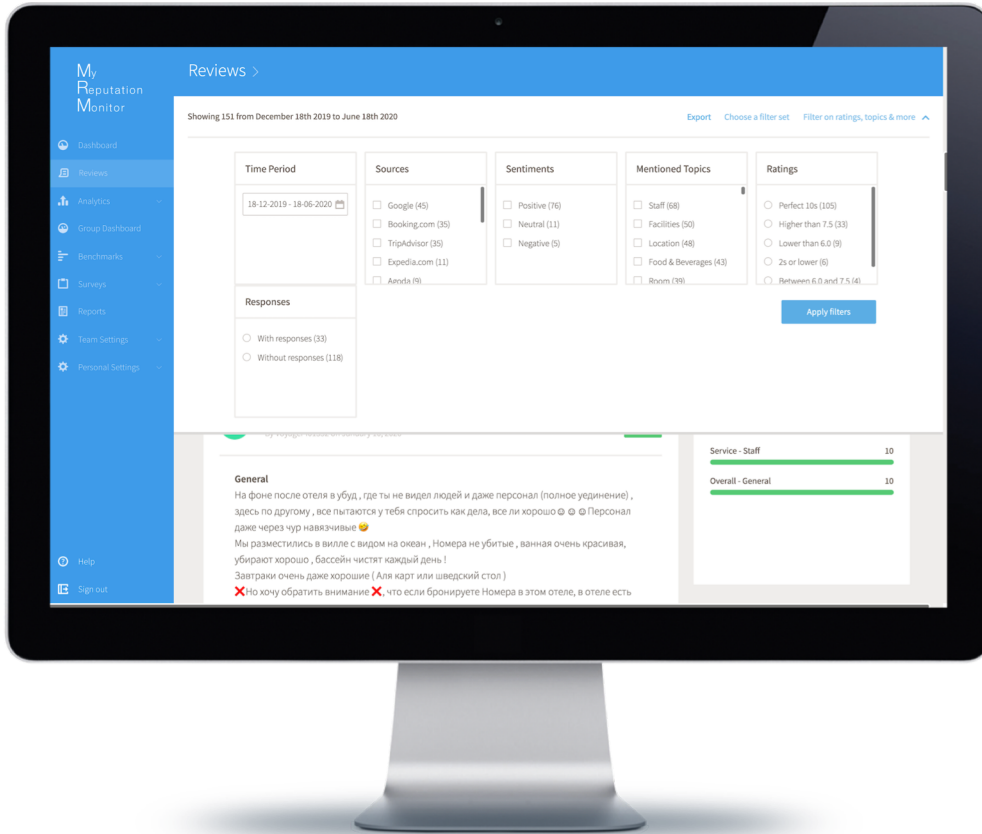 My
Reputation
Monitor
Reviews >
Showing 151 from December 18th 2019 to June 18th 2020
Export
Choose a filter set
Filter on ratings, topics & more
Dashboard
Reviews
Analytics
Group Dashboard
Benchmarks
Surveys
Reports
Team Settings
Personal Settings
Help
Sign out
Time Period
18-12-2019 - 18-06-2020
Sources
Google (45)
Booking.com (35)
TripAdvisor (35)
Expedia.com (11)
Agoda (9)
Sentiments
Positive (76)
Neutral (11)
Negative (5)
Mentioned Topics
Staff (68)
Facilities (50)
Location (48)
Food & Beverages (43)
Room (39)
Ratings
Perfect 10s (105)
Higher than 7.5 (33)
Lower than 6.0 (9)
2s or lower (6)
Between 6.0 and 7.5 (4)
Responses
With responses (33)
Without responses (118)
Apply filters
General
На фоне после отеля в убуд , где ты не видел людей и даже персонал (полное уединение) ,
здесь по другому , все пытаются у тебя спросить как дела, все ли хорошо☺ ☺ ☺ Персонал
даже через чур навязчивые 🤣
Мы разместились в вилле с видом на океан , Номера не убитые , ванная очень красивая,
убирают хорошо , бассейн чистят каждый день !
Завтраки очень даже хорошие ( Аля карт или шведский стол )
❌Но хочу обратить внимание ❌, что если бронируете Номера в этом отеле, в отеле есть
Service - Staff 10
Overall - General 10